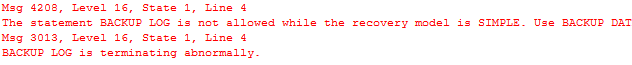 Msg 4208, Level 16, State 1, Line 4
The statement BACKUP LOG is not allowed while the recovery model is SIMPLE. Use BACKUP DAT
Msg 3013, Level 16, State 1, Line 4
BACKUP LOG is terminating abnormally.